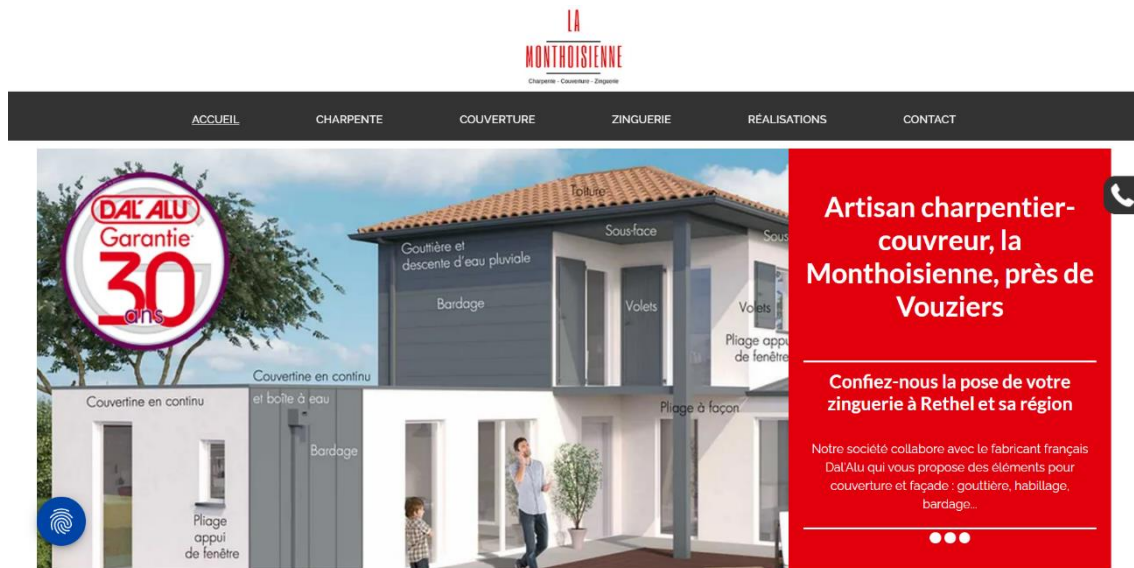 LA
MONTHOISIENNE
Charpente - Couverture - Zinguerie
ACCUEIL
CHARPENTE
COUVERTURE
ZINGUERIE
RÉALISATIONS
CONTACT
DAL'ALU
Garantie
30
ans
Toiture
Sous-face
Sous
Gouttière et
descente d'eau pluviale
Bardage
Volets
Volets
Pliage appu
de fenêtre
Couvertine en continu
et boîte à eau
Couvertine en continu
Pliage à façon
Bardage
Pliage
appui
de fenêtre
Artisan charpentier-
couvreur, la
Monthoisienne, près de
Vouziers
Confiez-nous la pose de votre
zinguerie à Rethel et sa région
Notre société collabore avec le fabricant français
Dal'Alu qui vous propose des éléments pour
couverture et façade : gouttière, habillage,
bardage...